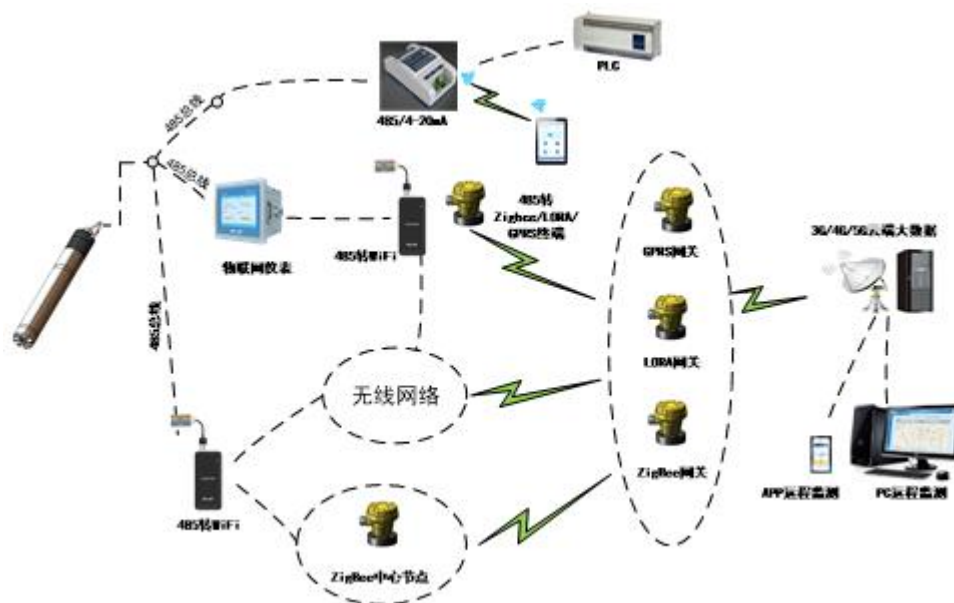 PLC
485总线
485/4-20mA
485总线
485转
Zigbee/LORA/
GPRS终端
GPRS网关
3G/4G/5G云端大数据
物联网仪表
485转WiFi
485总线
LORA网关
无线网络
ZigBee网关
APP远程监测
PC远程监测
485转WiFi
ZigBee中心节点